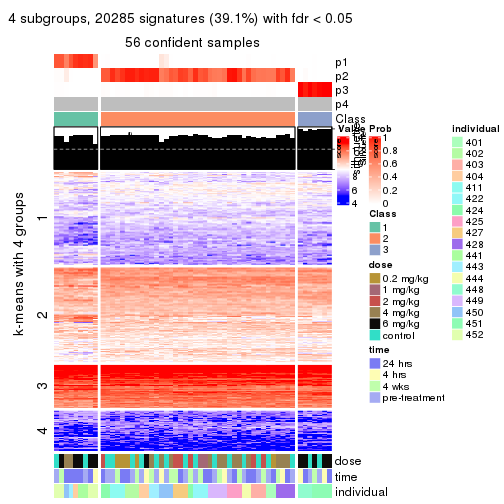 4 subgroups, 20285 signatures (39.1%) with fdr < 0.05
56 confident samples
p1
p2
p3
p4
Class
k-means with 4 groups
1
2
3
4
dose
time
individual
Value
4
6
8
Prob
1
0.8
0.6
0.4
0.2
0
Class
1
2
3
dose
0.2 mg/kg
1 mg/kg
2 mg/kg
4 mg/kg
6 mg/kg
control
time
24 hrs
4 hrs
4 wks
pre-treatment
individual
401
402
403
404
411
422
424
425
427
428
441
443
444
448
449
450
451
452